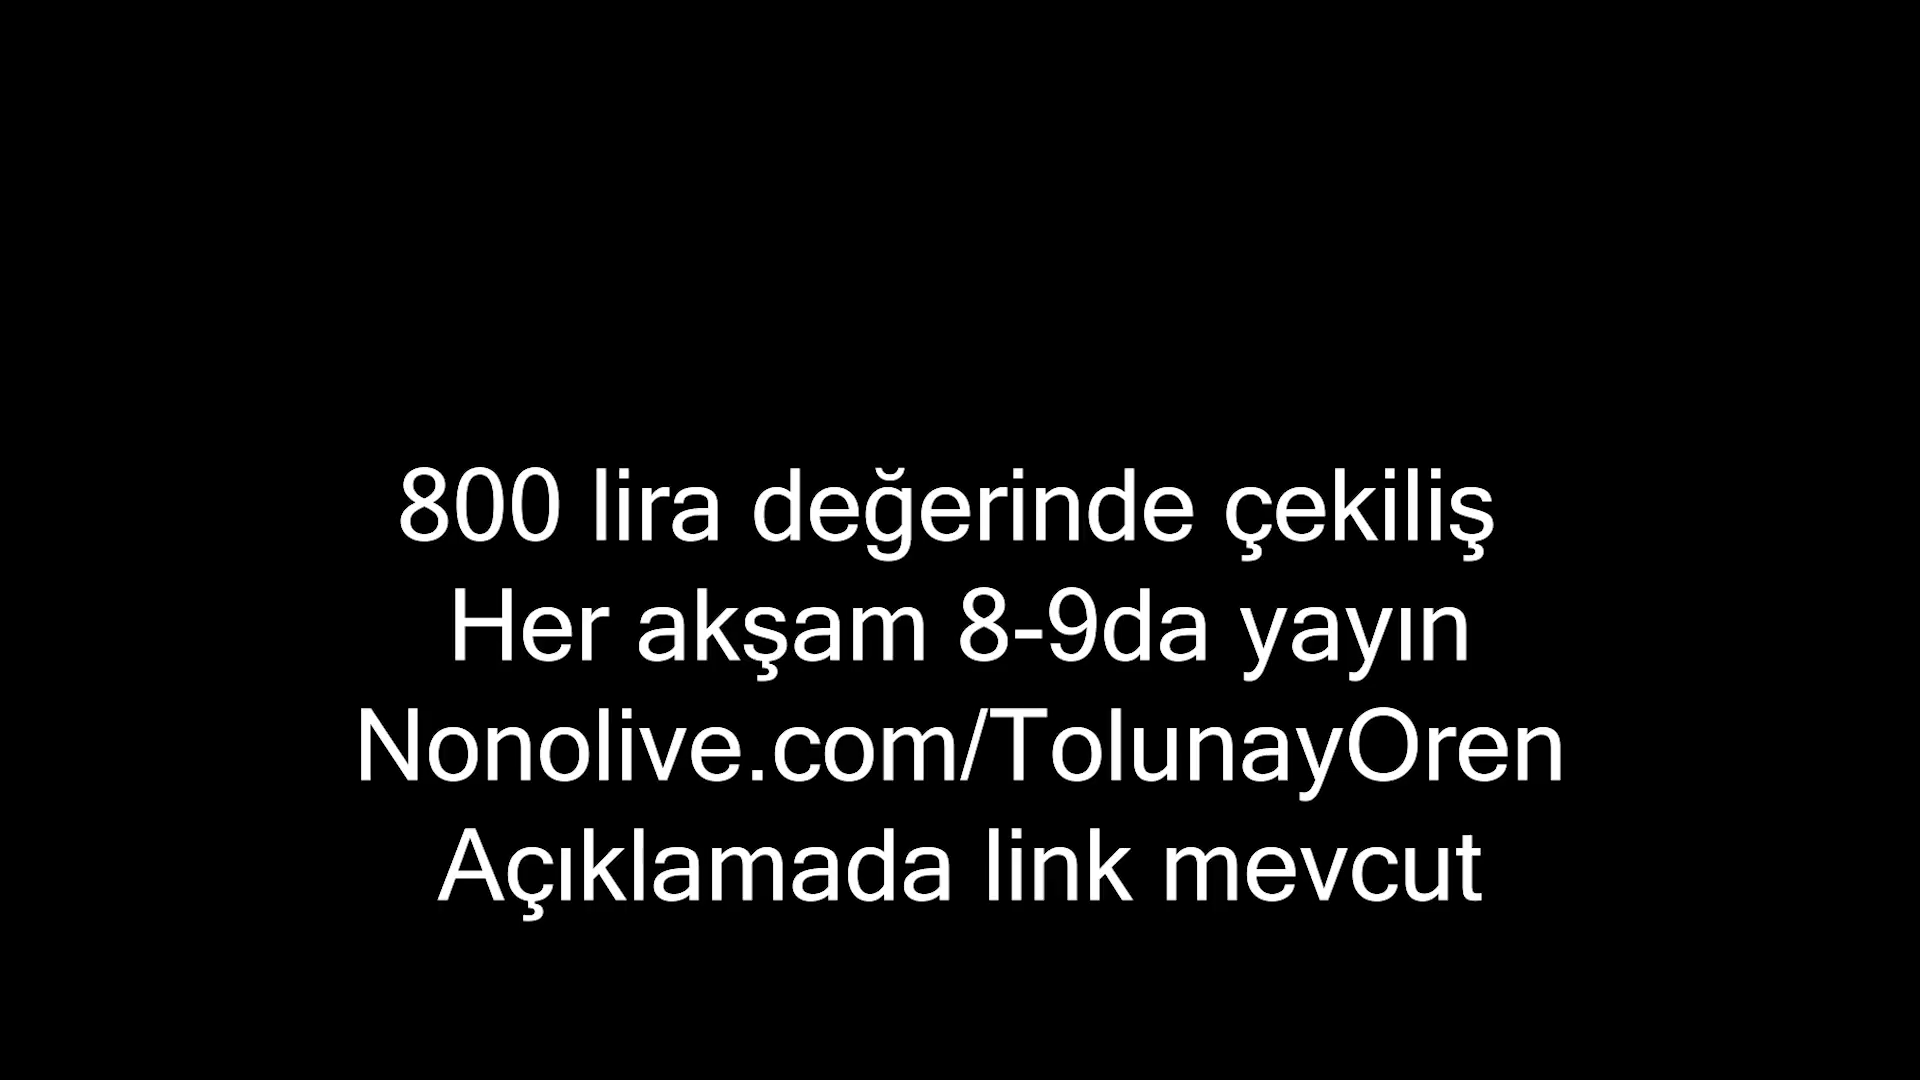 800 lira değerinde çekiliş
Her akşam 8-9da yayın
Nonolive.com/TolunayOren
Açıklamada link mevcut